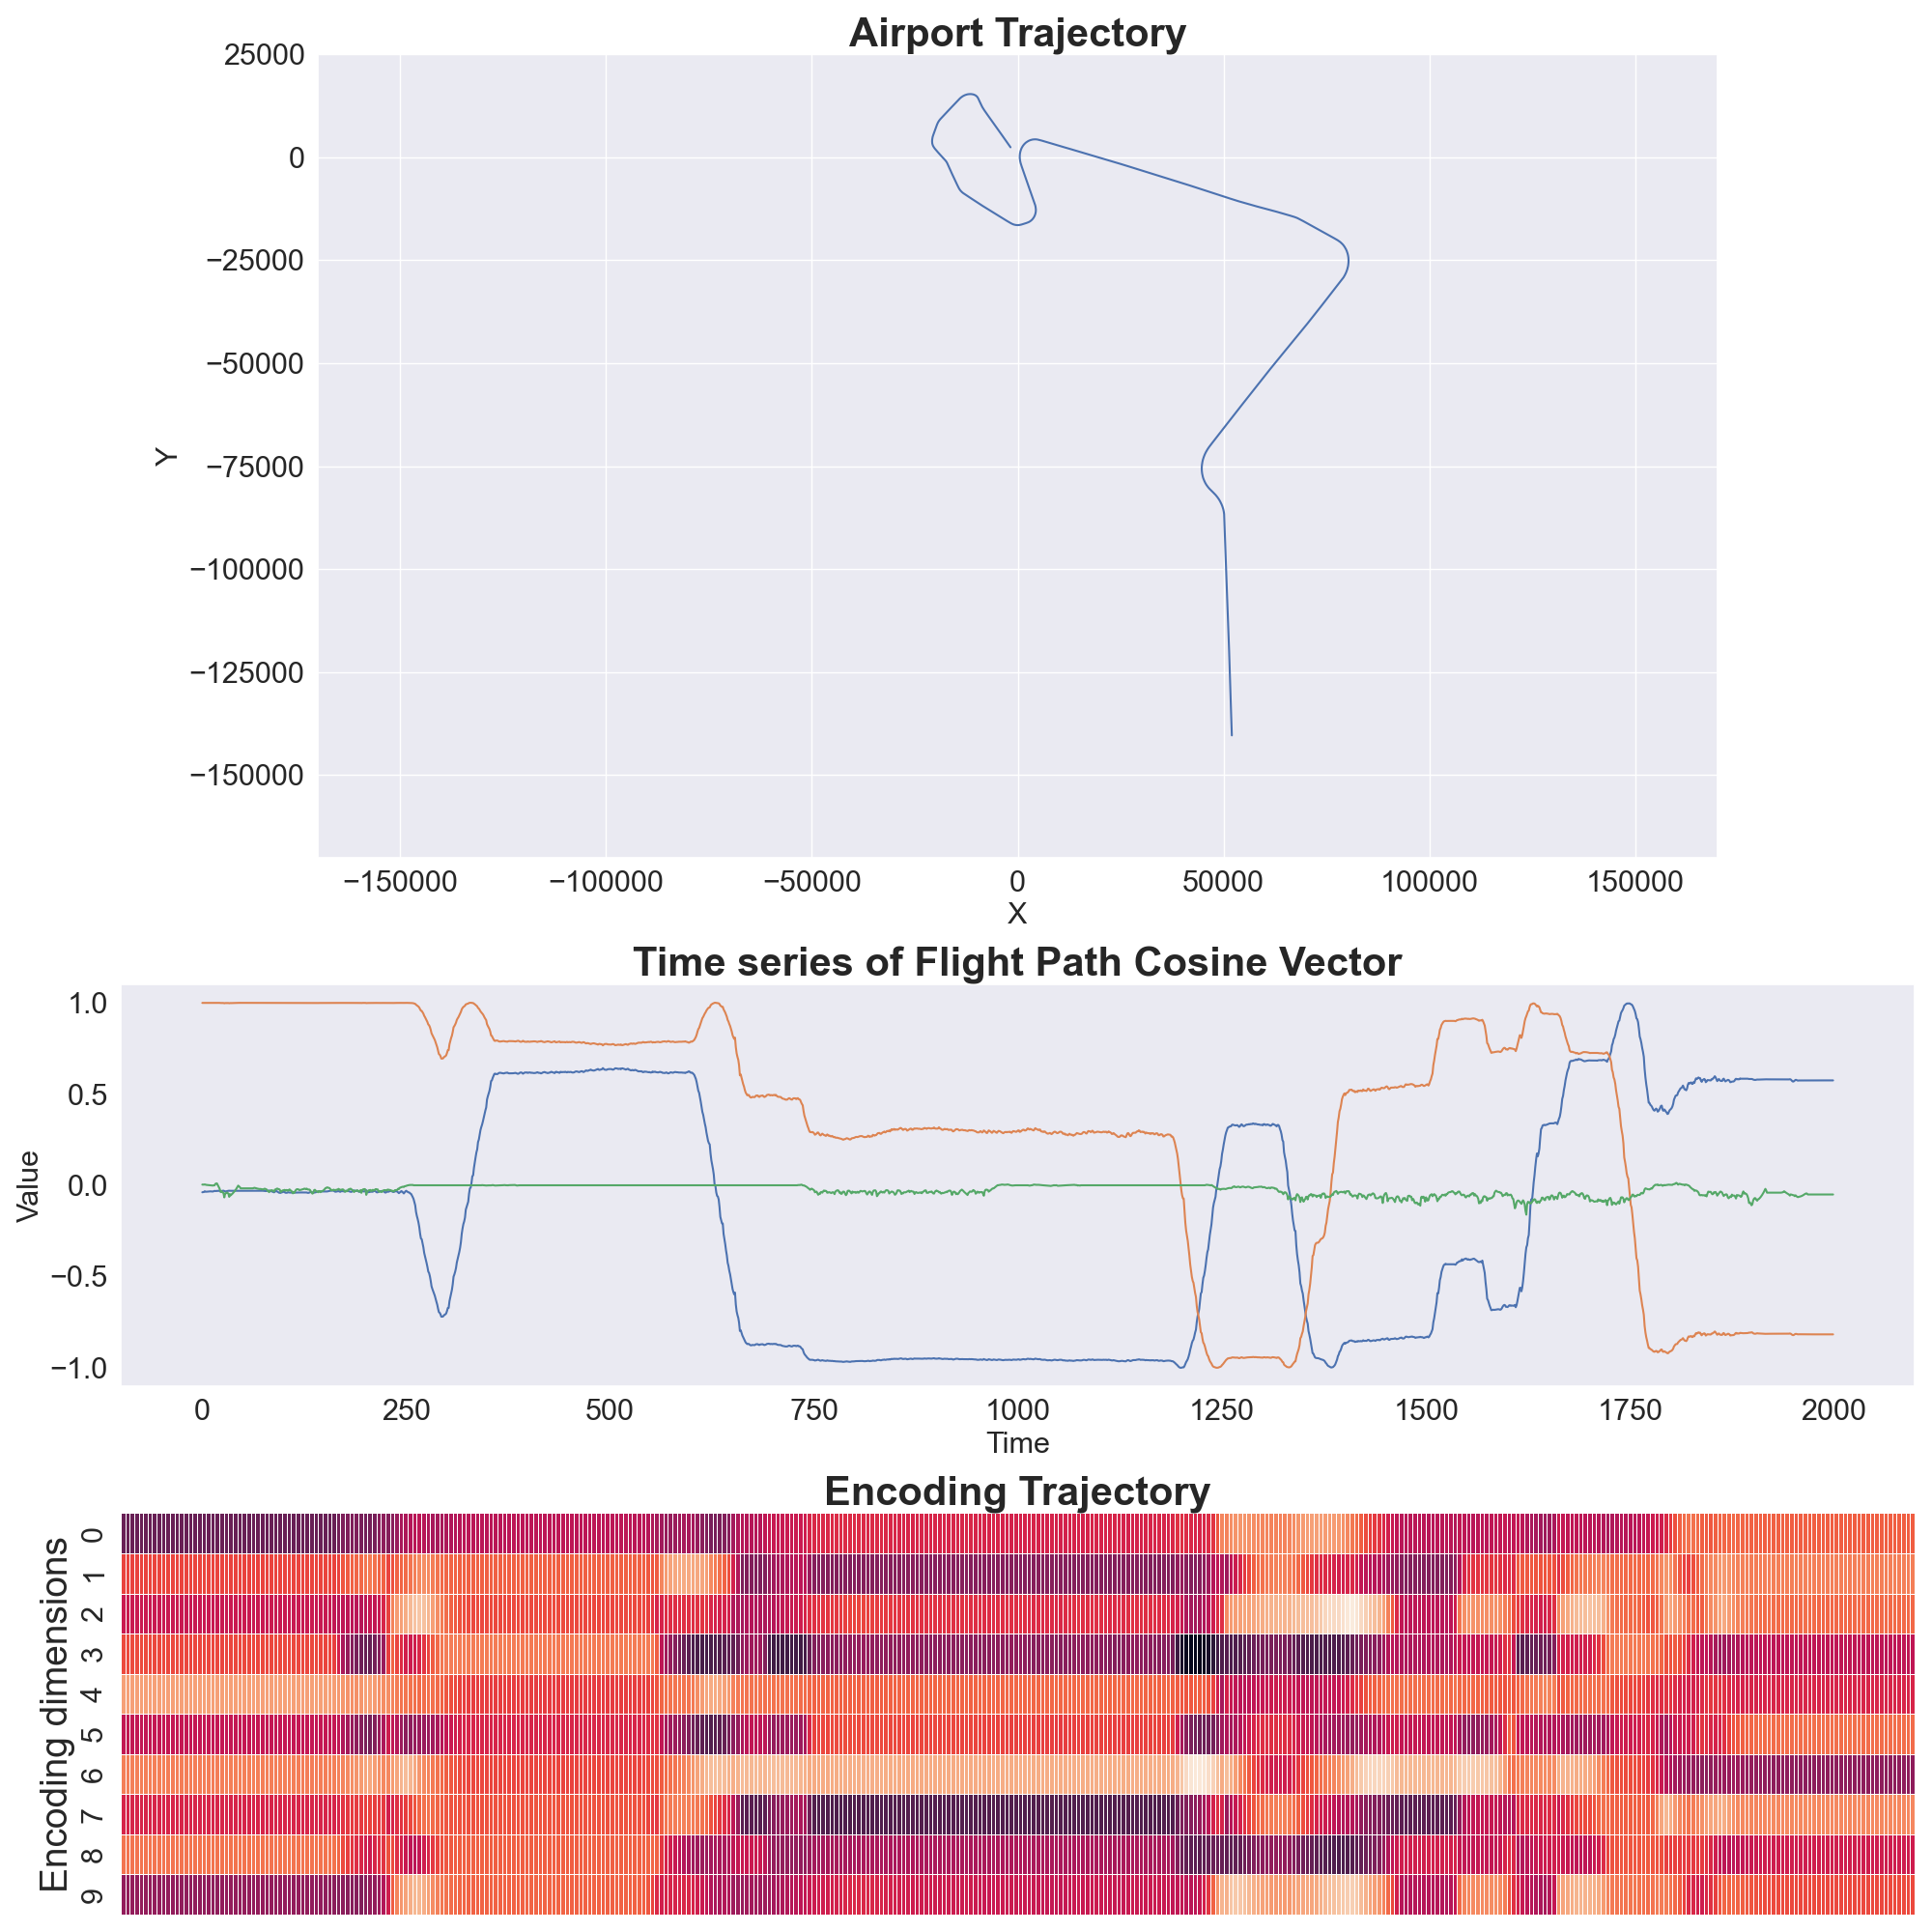 Airport Trajectory
25000
0
−25000
−50000
−75000
−100000
−125000
−150000
Y
−150000 −100000 −50000 0 50000 100000 150000
X
Time series of Flight Path Cosine Vector
1.0
0.5
0.0
−0.5
−1.0
Value
0 250 500 750 1000 1250 1500 1750 2000
Time
Encoding Trajectory
Encoding dimensions
0
1
2
3
4
5
6
7
8
9